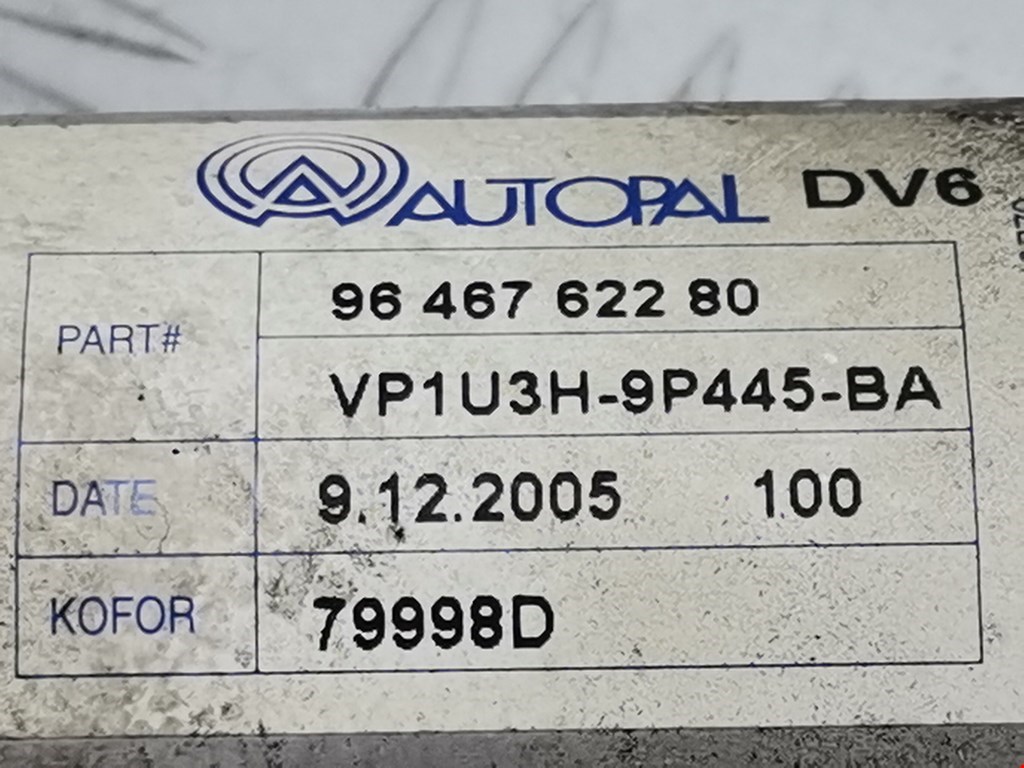 AUTOPAL DV6
PART#
96 467 622 80
VP1U3H-9P445-BA
DATE 9.12.2005 100
KOFOR 79998D